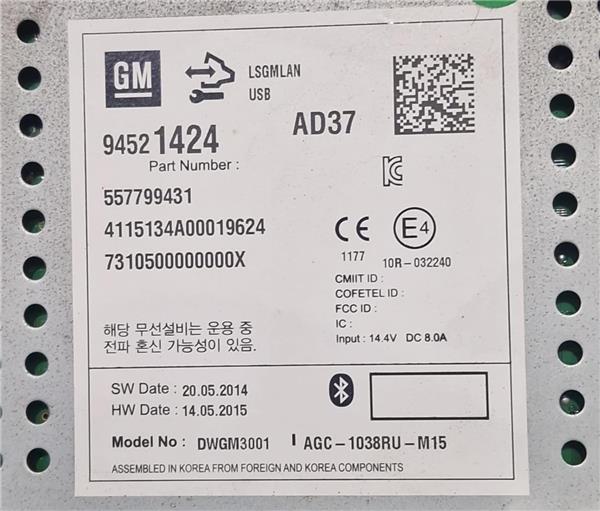 GM
LSGMLAN
USB
AD37
94521424
Part Number :
557799431
4115134A00019624
7310500000000X
CE
1177
E4
10R-032240
CMIIT ID :
COFETEL ID :
FCC ID :
IC :
Input : 14.4V DC 8.0A
해당 무선설비는 운용 중
전파 혼신 가능성이 있음.
SW Date : 20.05.2014
HW Date : 14.05.2015
Model No : DWGM3001 I AGC-1038RU-M15
ASSEMBLED IN KOREA FROM FOREIGN AND KOREA COMPONENTS